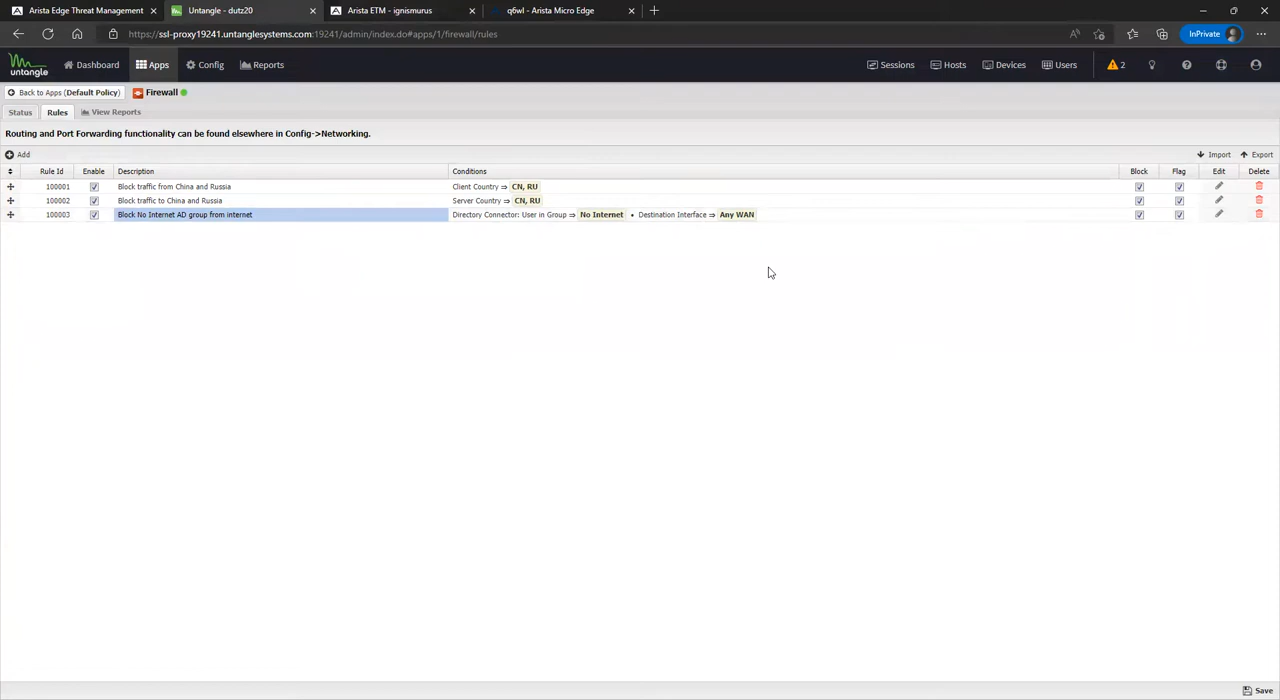 Arista Edge Threat Management
Untangle - dutz20
Arista ETM - ignismurus
q6wl - Arista Micro Edge
https://ssl-proxy19241.untanglesystems.com:19241/admin/index.do#apps/1/firewall/rules
InPrivate
untangle
Dashboard
Apps
Config
Reports
Sessions
Hosts
Devices
Users
2
Back to Apps (Default Policy)
Firewall
Status
Rules
View Reports
Routing and Port Forwarding functionality can be found elsewhere in Config->Networking.
Add
Import
Export
Rule Id Enable Description Conditions Block Flag Edit Delete
100001 Block traffic from China and Russia Client Country ⇒ CN, RU
100002 Block traffic to China and Russia Server Country ⇒ CN, RU
100003 Block No Internet AD group from internet Directory Connector: User in Group ⇒ No Internet • Destination Interface ⇒ Any WAN
Save